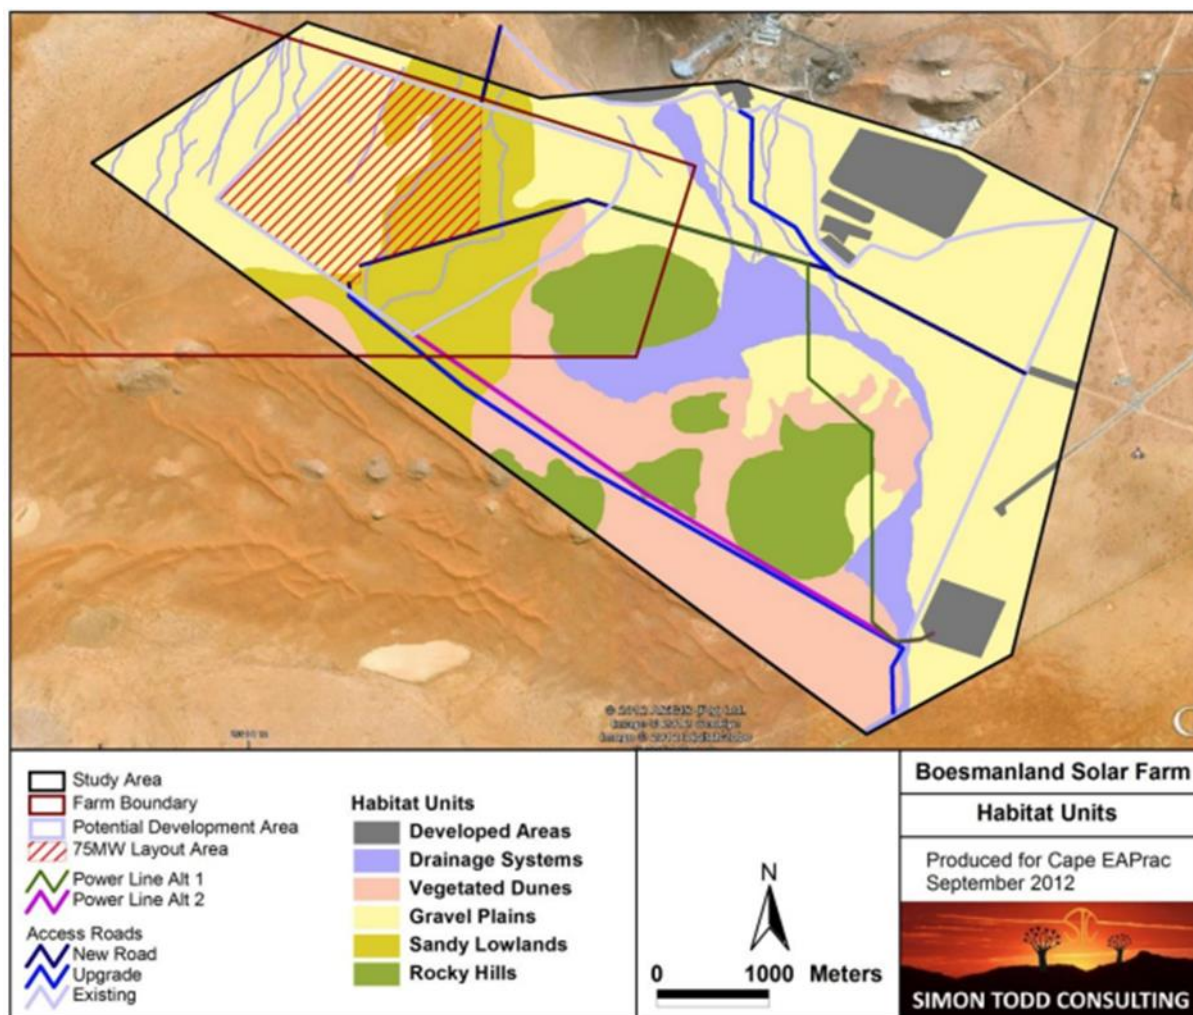 Study Area
Farm Boundary
Potential Development Area
75MW Layout Area
Power Line Alt 1
Power Line Alt 2
Access Roads
New Road
Upgrade
Existing
Habitat Units
Developed Areas
Drainage Systems
Vegetated Dunes
Gravel Plains
Sandy Lowlands
Rocky Hills
N
0 1000 Meters
Boesmanland Solar Farm
Habitat Units
Produced for Cape EAPrac
September 2012
SIMON TODD CONSULTING